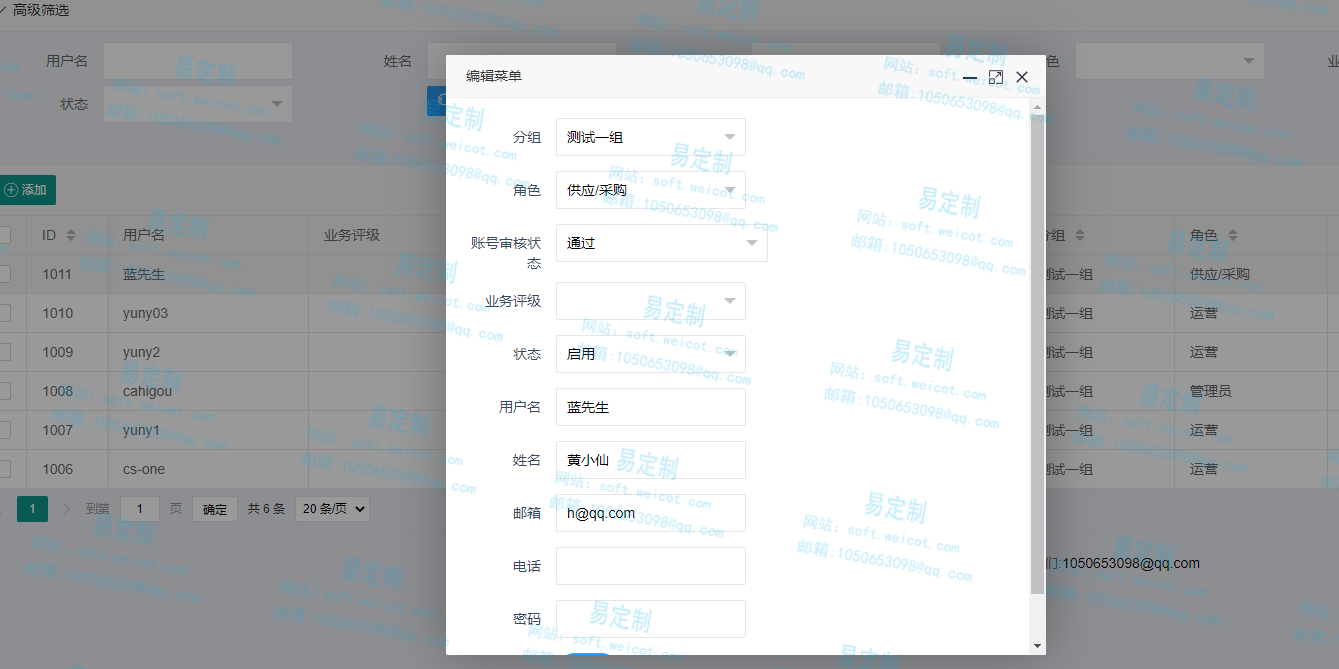 高级筛选
用户名
姓名
色
业
状态
添加
ID 用户名 业务评级 分组 角色
1011 蓝先生 测试一组 供应/采购
1010 yuny03 测试一组 运营
1009 yuny2 测试一组 运营
1008 cahigou 测试一组 管理员
1007 yuny1 测试一组 运营
1006 cs-one 测试一组 运营
1 到第 1 页 确定 共 6 条 20 条/页
们:1050653098@qq.com
编辑菜单
分组 测试一组
角色 供应/采购
账号审核状态 通过
业务评级
状态 启用
用户名 蓝先生
姓名 黄小仙
邮箱 h@qq.com
电话
密码
易定制
网站: soft.weicot.com
邮箱:1050653098@qq.com